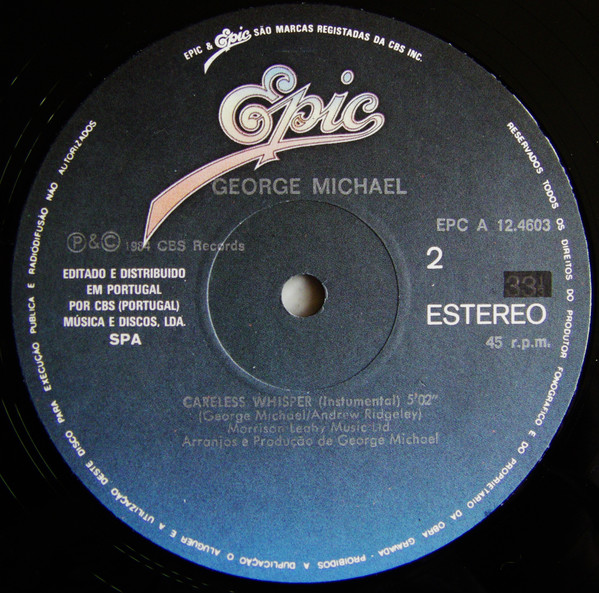 EPIC & Epic SÃO MARCAS REGISTADAS DA CBS INC.
Epic
GEORGE MICHAEL
Ⓟ&© 1984 CBS Records
EPC A 12.4603
EDITADO E DISTRIBUIDO
EM PORTUGAL
POR CBS (PORTUGAL)
MÚSICA E DISCOS, LDA.
SPA
2
33⅓
ESTEREO
45 r.p.m.
CARELESS WHISPER (Instumental) 5'02"
(George Michael/Andrew Ridgeley)
Morrison Leahy Music Ltd.
Arranjos e Produção de George Michael
RESERVADOS TODOS OS DIREITOS DO PRODUTOR FONOGRAFICO E DO PROPRIETARIO DA OBRA GRAVADA - PROIBIDOS A DUPLICAÇÃO O ALUGUER E A UTILIZAÇÃO DESTE DISCO PARA EXECUÇÃO PUBLICA E RADIODIFUSÃO NÃO AUTORIZADOS